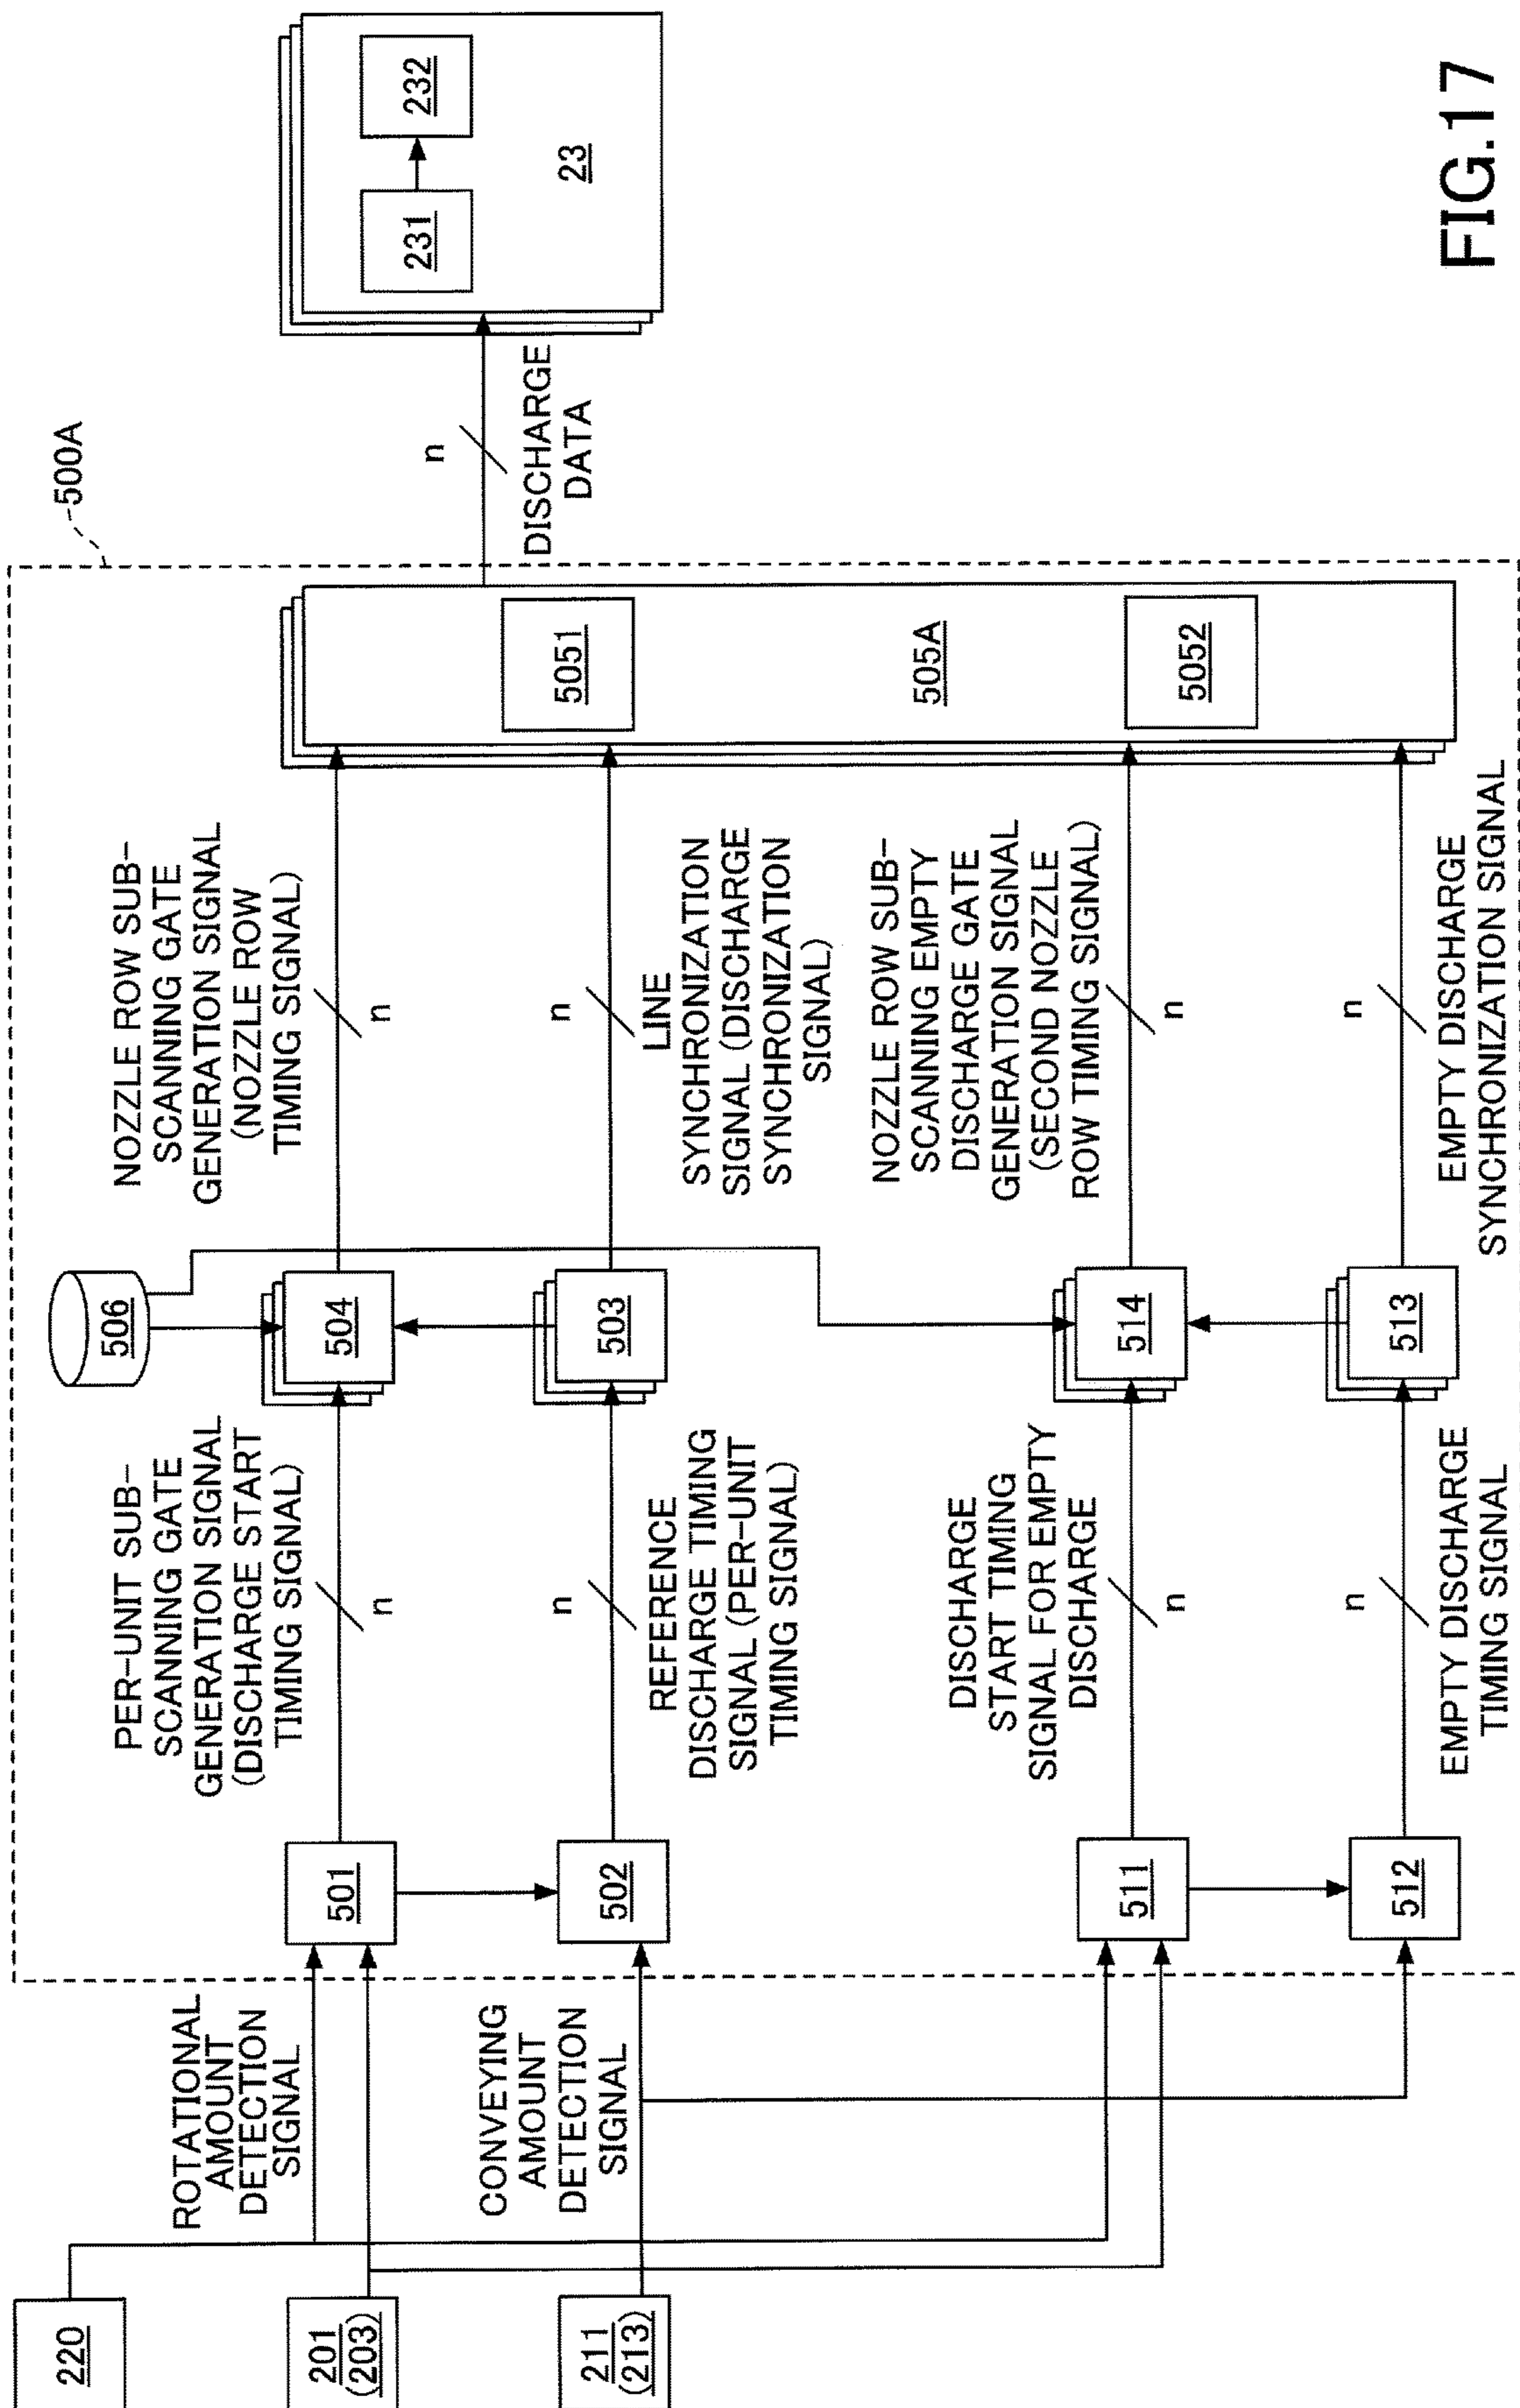 220
201
(203)
211
(213)
ROTATIONAL
AMOUNT
DETECTION
SIGNAL
CONVEYING
AMOUNT
DETECTION
SIGNAL
500A
501
502
511
512
PER-UNIT SUB-
SCANNING GATE
GENERATION SIGNAL
(DISCHARGE START
TIMING SIGNAL)
n
n
REFERENCE
DISCHARGE TIMING
SIGNAL (PER-UNIT
TIMING SIGNAL)
DISCHARGE
START TIMING
SIGNAL FOR EMPTY
DISCHARGE
n
n
EMPTY DISCHARGE
TIMING SIGNAL
506
504
503
514
513
NOZZLE ROW SUB-
SCANNING GATE
GENERATION SIGNAL
(NOZZLE ROW
TIMING SIGNAL)
n
n
LINE
SYNCHRONIZATION
SIGNAL (DISCHARGE
SYNCHRONIZATION
SIGNAL)
NOZZLE ROW SUB-
SCANNING EMPTY
DISCHARGE GATE
GENERATION SIGNAL
(SECOND NOZZLE
ROW TIMING SIGNAL)
n
n
EMPTY DISCHARGE
SYNCHRONIZATION SIGNAL
5051
505A
5052
n
DISCHARGE
DATA
231
232
23
FIG.17